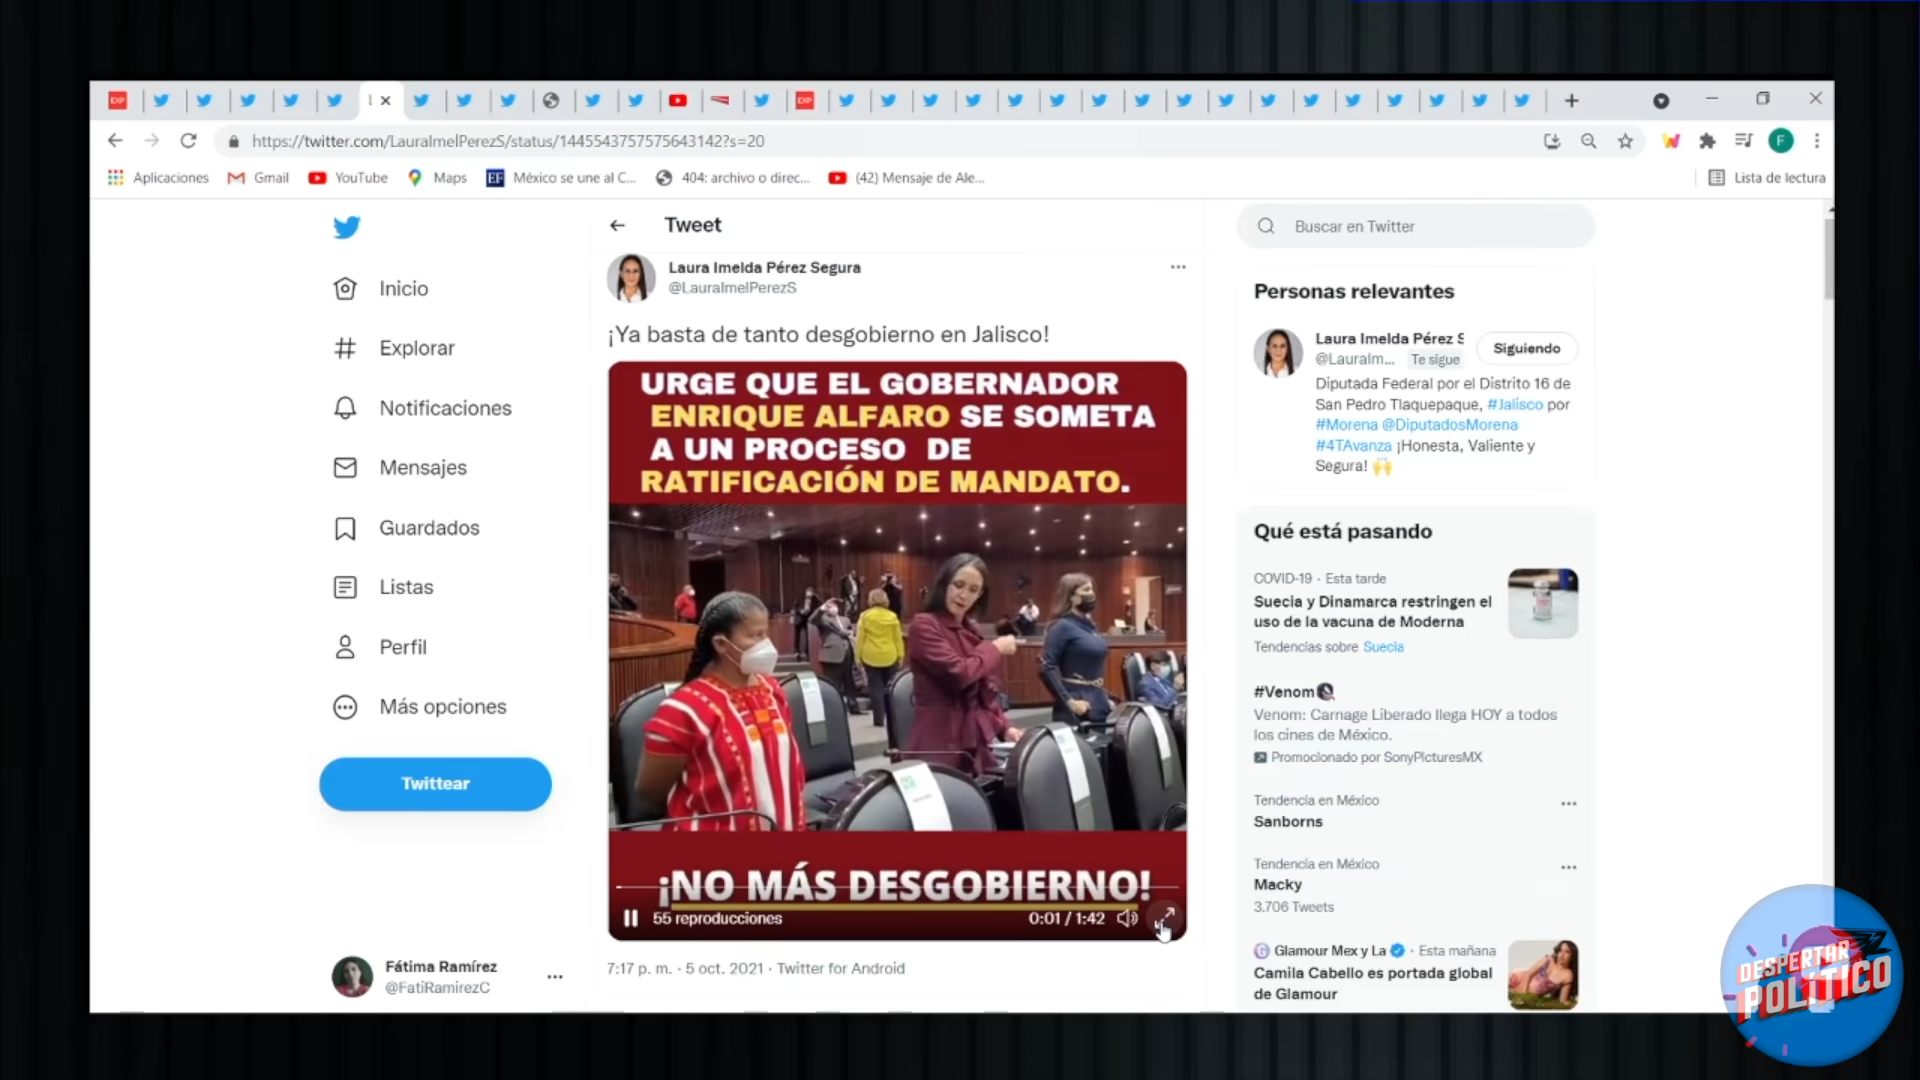 https://twitter.com/LauraImelPerezS/status/1445543757575643142?s=20
Aplicaciones
Gmail
YouTube
Maps
EF
México se une al C...
404: archivo o direc...
(42) Mensaje de Ale...
Lista de lectura
F
Inicio
Explorar
Notificaciones
Mensajes
Guardados
Listas
Perfil
Más opciones
Twittear
Fátima Ramírez
@FatiRamirezC
Tweet
Laura Imelda Pérez Segura
@LauraImelPerezS
¡Ya basta de tanto desgobierno en Jalisco!
URGE QUE EL GOBERNADOR
ENRIQUE ALFARO SE SOMETA
A UN PROCESO DE
RATIFICACIÓN DE MANDATO.
¡NO MÁS DESGOBIERNO!
55 reproducciones
0:01 / 1:42
7:17 p. m. · 5 oct. 2021 · Twitter for Android
Buscar en Twitter
Personas relevantes
Laura Imelda Pérez S
@LauraIm... Te sigue
Siguiendo
Diputada Federal por el Distrito 16 de
San Pedro Tlaquepaque, #Jalisco por
#Morena @DiputadosMorena
#4TAvanza ¡Honesta, Valiente y
Segura! 🙌
Qué está pasando
COVID-19 · Esta tarde
Suecia y Dinamarca restringen el
uso de la vacuna de Moderna
Tendencias sobre Suecia
#Venom
Venom: Carnage Liberado llega HOY a todos
los cines de México.
Promocionado por SonyPicturesMX
Tendencia en México
Sanborns
Tendencia en México
Macky
3.706 Tweets
Glamour Mex y La · Esta mañana
Camila Cabello es portada global
de Glamour
DESPERTAR
POLÍTICO